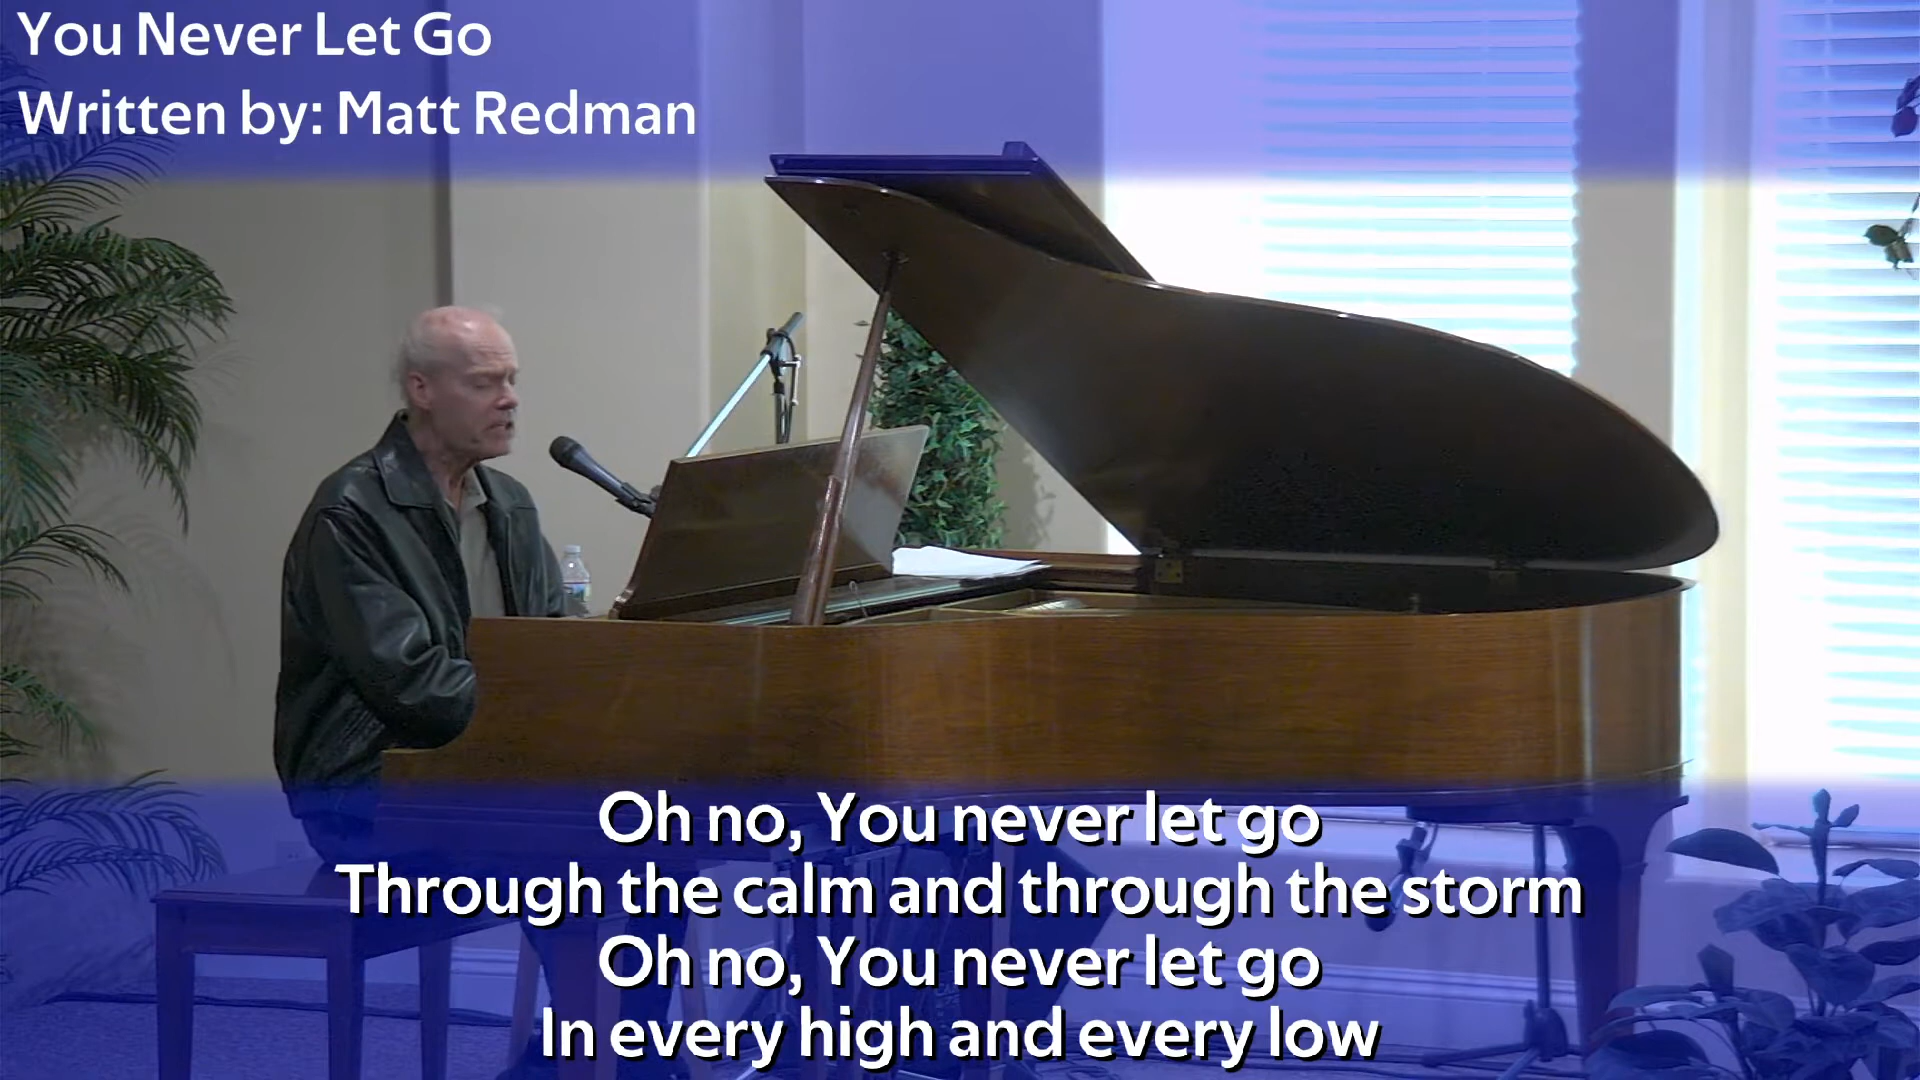 You Never Let Go
Written by: Matt Redman
Oh no, You never let go
Through the calm and through the storm
Oh no, You never let go
In every high and every low